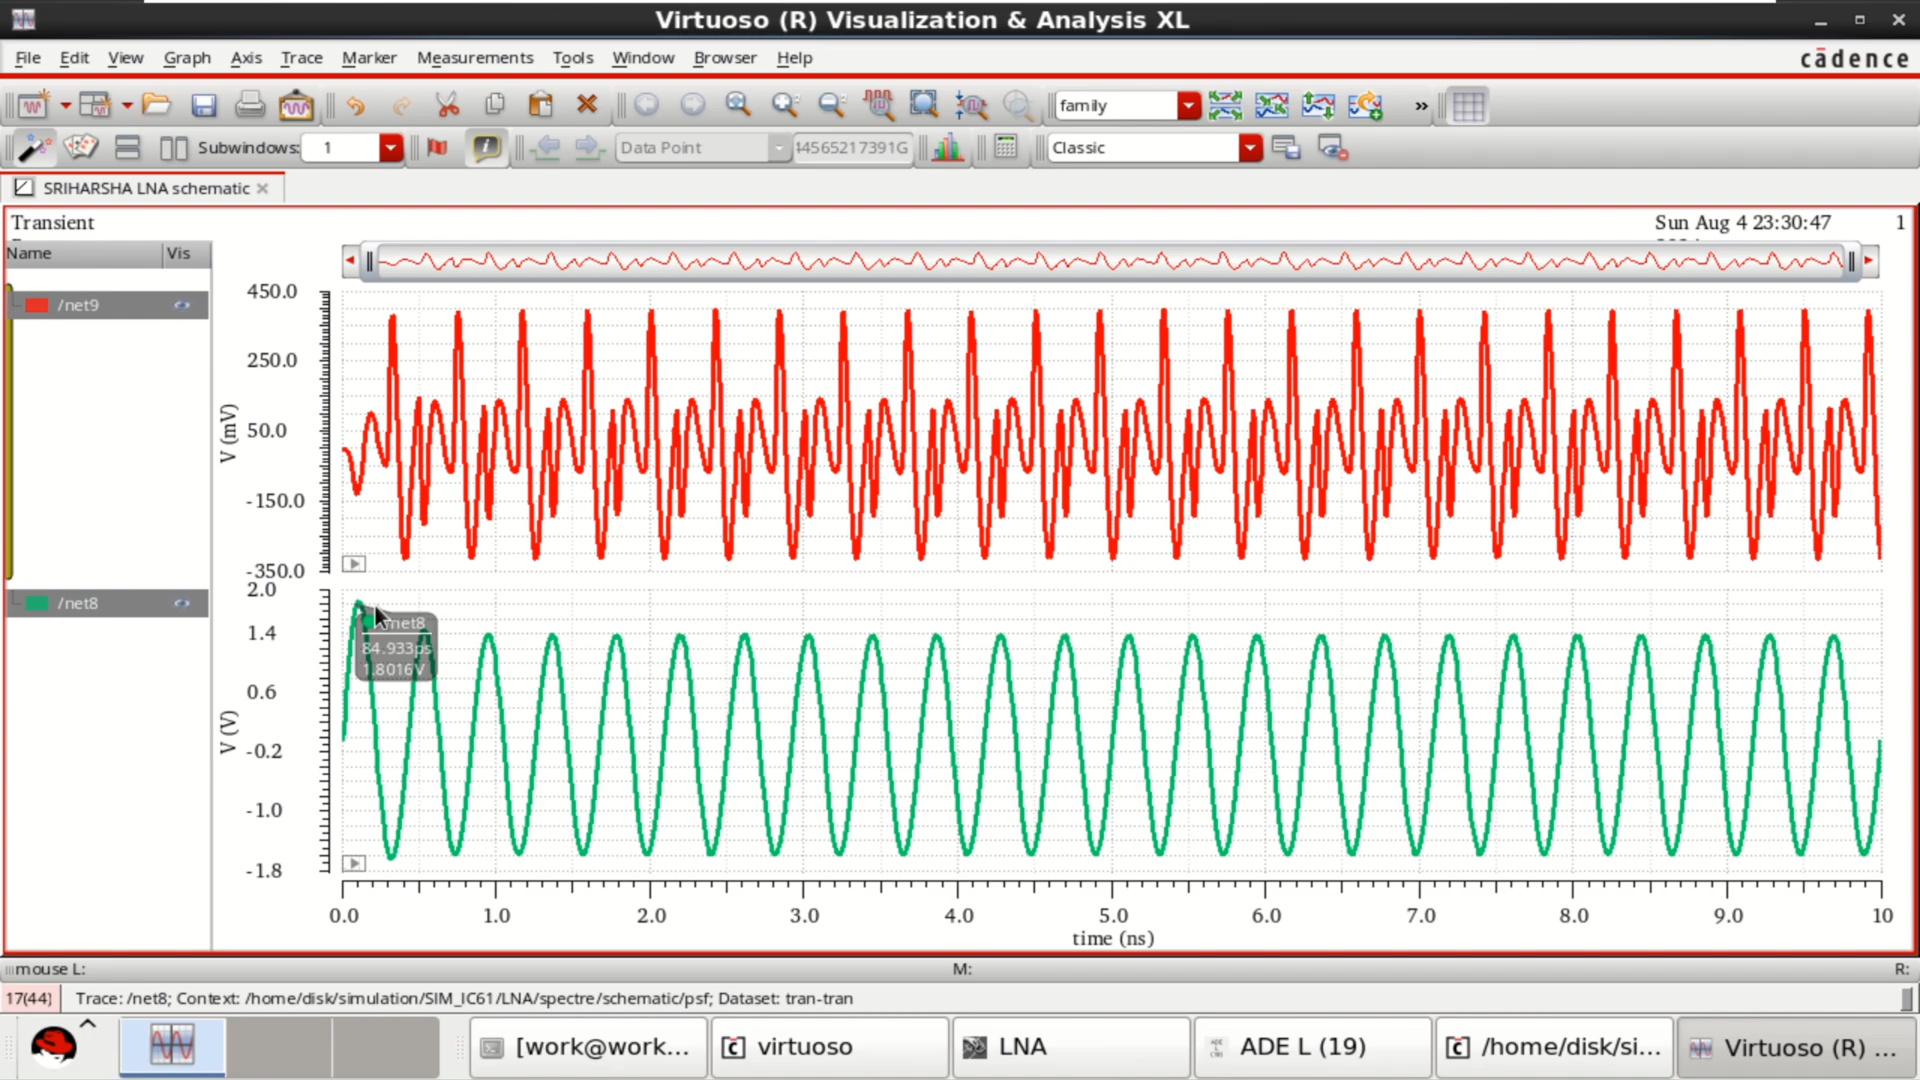 Virtuoso (R) Visualization & Analysis XL
File Edit View Graph Axis Trace Marker Measurements Tools Window Browser Help
cādence
family
»
Subwindows: 1
Data Point
44565217391G
Classic
SRIHARSHA LNA schematic
Transient
Sun Aug 4 23:30:47
1
Name Vis
/net9
450.0
250.0
50.0
-150.0
-350.0
V (mV)
/net8
2.0
1.4
0.6
-0.2
-1.0
-1.8
V (V)
/net8
84.933ps
1.8016V
0.0 1.0 2.0 3.0 4.0 5.0 6.0 7.0 8.0 9.0 10
time (ns)
mouse L: M: R:
17(44) Trace: /net8; Context: /home/disk/simulation/SIM_IC61/LNA/spectre/schematic/psf; Dataset: tran-tran
[work@work... virtuoso LNA ADE L (19) /home/disk/si... Virtuoso (R) ...